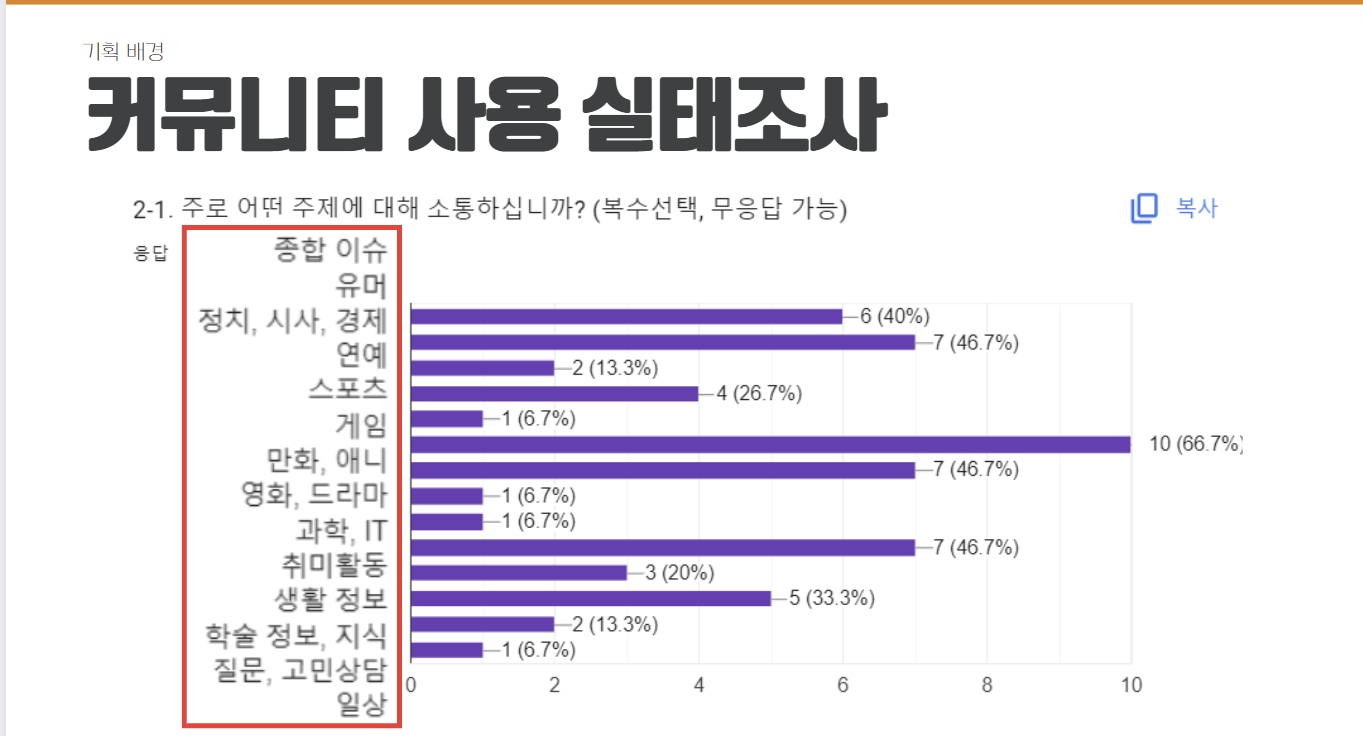 기획 배경
커뮤니티 사용 실태조사
2-1. 주로 어떤 주제에 대해 소통하십니까? (복수선택, 무응답 가능)
복사
응답
종합 이슈
유머
정치, 시사, 경제
연예
스포츠
게임
만화, 애니
영화, 드라마
과학, IT
취미활동
생활 정보
학술 정보, 지식
질문, 고민상담
일상
6 (40%)
7 (46.7%)
2 (13.3%)
4 (26.7%)
1 (6.7%)
10 (66.7%)
7 (46.7%)
1 (6.7%)
1 (6.7%)
7 (46.7%)
3 (20%)
5 (33.3%)
2 (13.3%)
1 (6.7%)
0 2 4 6 8 10